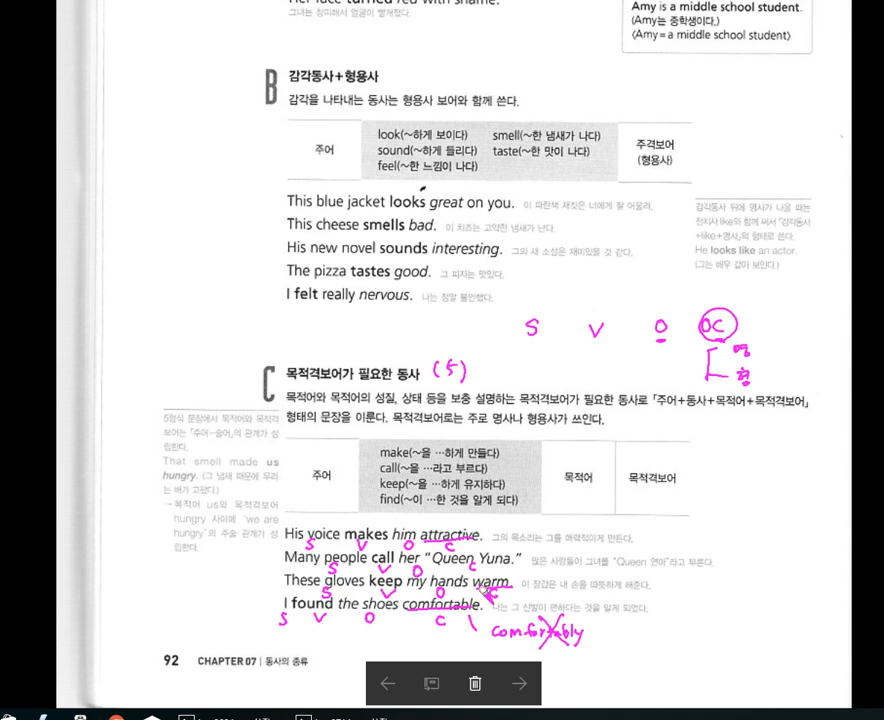 Her face turned red with shame.
그녀는 창피해서 얼굴이 빨개졌다.
Amy is a middle school student.
(Amy는 중학생이다.)
(Amy = a middle school student)
B 감각동사+형용사
감각을 나타내는 동사는 형용사 보어와 함께 쓴다.
주어
look(~하게 보이다) smell(~한 냄새가 나다)
sound(~하게 들리다) taste(~한 맛이 나다)
feel(~한 느낌이 나다)
주격보어
(형용사)
This blue jacket looks great on you. 이 파란색 재킷은 너에게 잘 어울려.
This cheese smells bad. 이 치즈는 고약한 냄새가 난다.
His new novel sounds interesting. 그의 새 소설은 재미있을 것 같다.
The pizza tastes good. 그 피자는 맛있다.
I felt really nervous. 나는 정말 불안했다.
감각동사 뒤에 명사가 나올 때는
전치사 like와 함께 써서 「감각동사
+like+명사」의 형태로 쓴다.
He looks like an actor.
(그는 배우 같아 보인다.)
S V O OC
명
형
C 목적격보어가 필요한 동사 (5)
목적어와 목적어의 성질, 상태 등을 보충 설명하는 목적격보어가 필요한 동사로 「주어+동사+목적어+목적격보어」
형태의 문장을 이룬다. 목적격보어로는 주로 명사나 형용사가 쓰인다.
5형식 문장에서 목적어와 목적격
보어는 「주어-술어」의 관계가 성
립한다.
That smell made us
hungry. (그 냄새 때문에 우리
는 배가 고팠다.)
→ 목적어 us와 목적격보어
hungry 사이에 'we are
hungry'의 주술 관계가 성
립한다.
주어
make(~을 …하게 만들다)
call(~을 …라고 부르다)
keep(~을 …하게 유지하다)
find(~이 …한 것을 알게 되다)
목적어
목적격보어
His voice makes him attractive. 그의 목소리는 그를 매력적이게 만든다.
S V O C
Many people call her “Queen Yuna.” 많은 사람들이 그녀를 “Queen 연아”라고 부른다.
S V O C
These gloves keep my hands warm. 이 장갑은 내 손을 따뜻하게 해준다.
S V O C
I found the shoes comfortable. 나는 그 신발이 편하다는 것을 알게 되었다.
S V O C comfortably
92 CHAPTER 07 | 동사의 종류